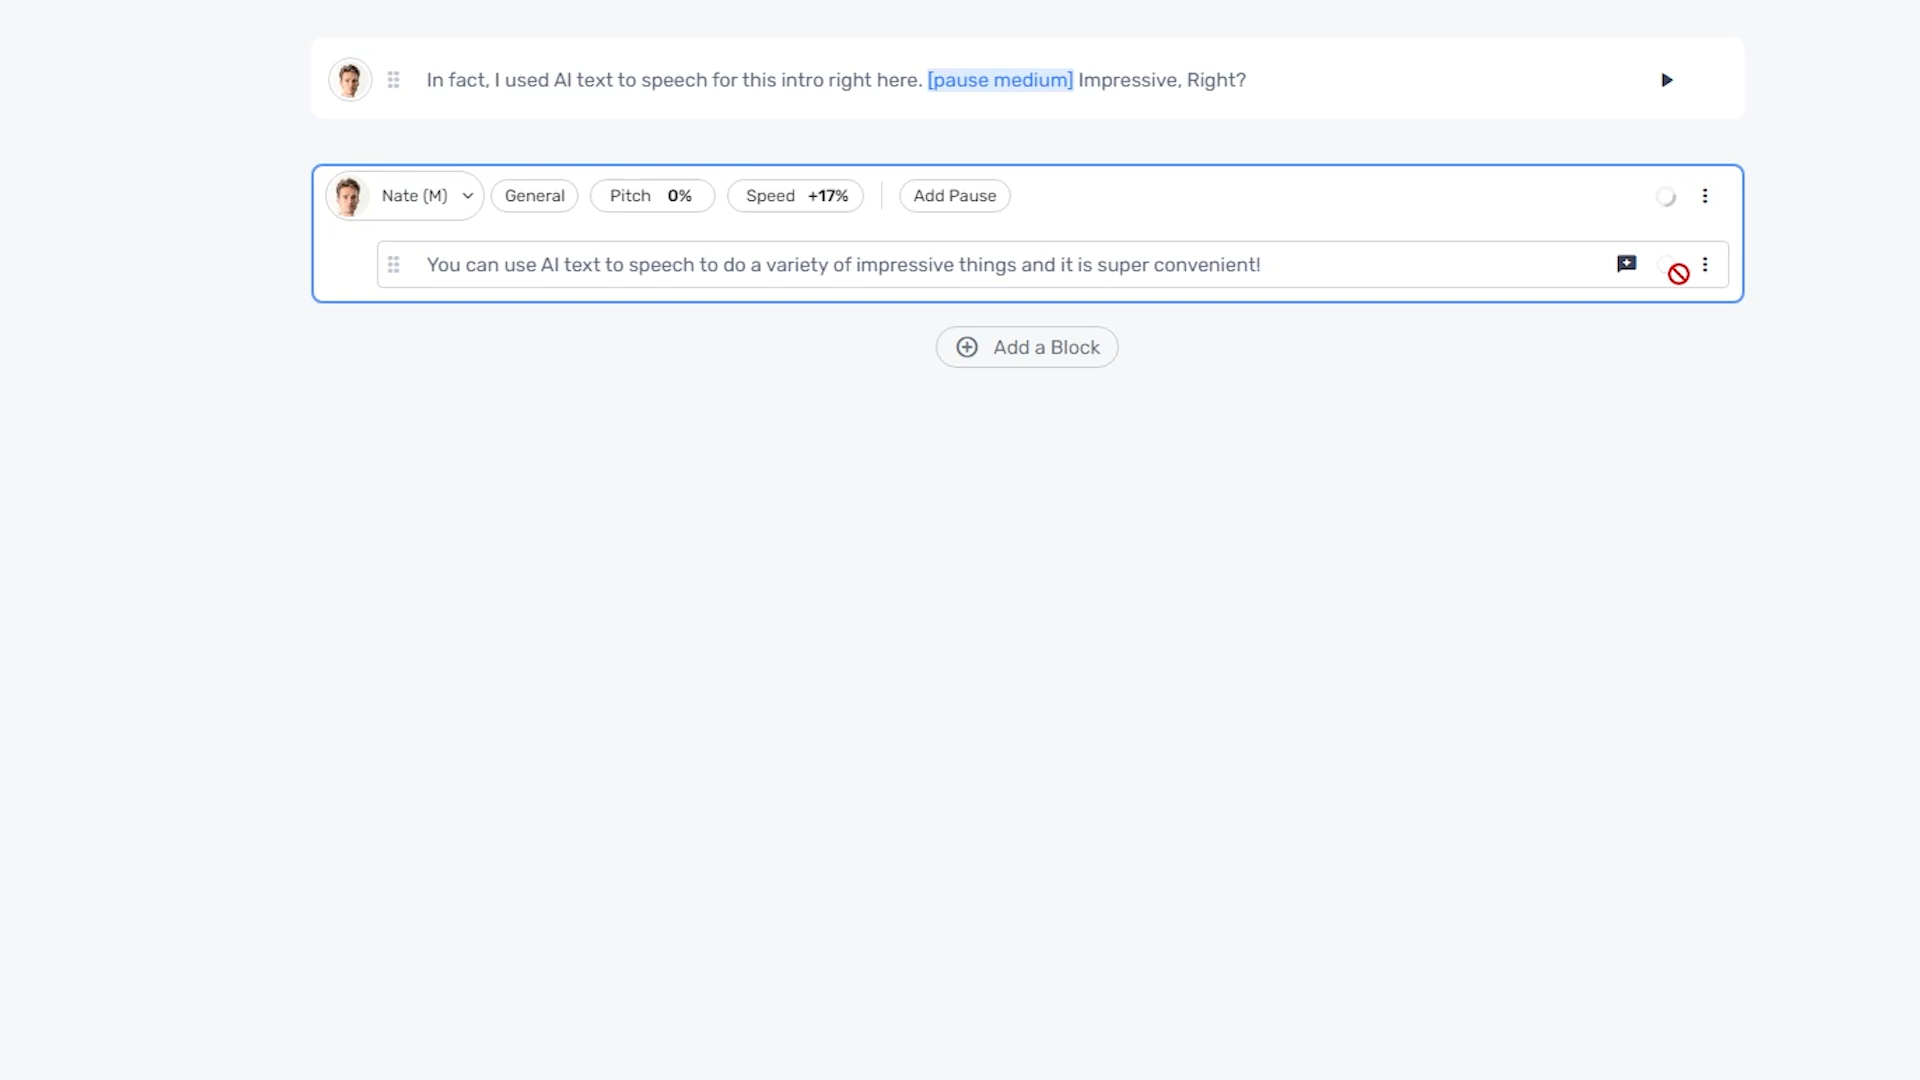 In fact, I used AI text to speech for this intro right here. [pause medium] Impressive, Right?
Nate (M) General Pitch 0% Speed +17% Add Pause
You can use AI text to speech to do a variety of impressive things and it is super convenient!
Add a Block